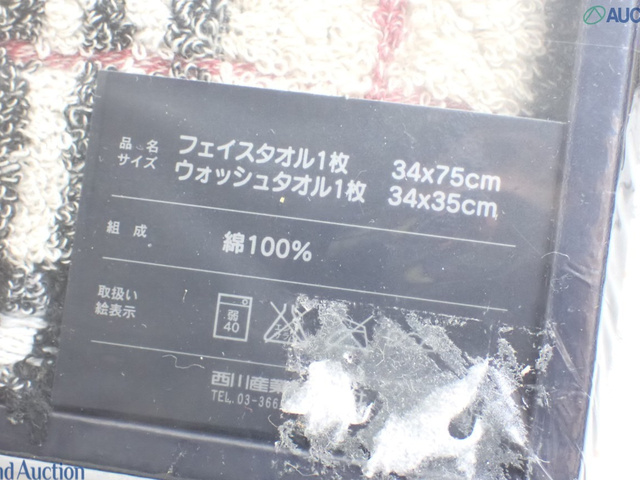 AUC
品名 フェイスタオル1枚 34x75cm
サイズ ウォッシュタオル1枚 34x35cm
組成 綿100%
取扱い
絵表示
弱
40
西川産業
TEL.03-366
nd Auction